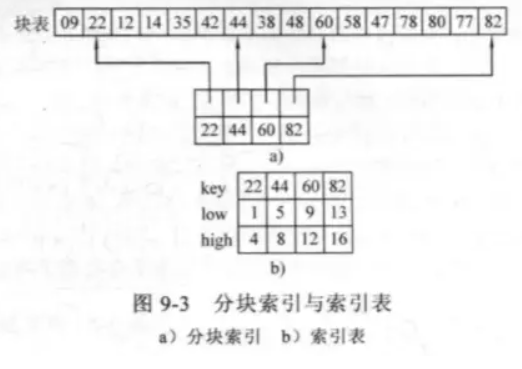 块表 09 22 12 14 35 42 44 38 48 60 58 47 78 80 77 82
22 44 60 82
a)
key 22 44 60 82
low 1 5 9 13
high 4 8 12 16
b)
图 9-3 分块索引与索引表
a）分块索引 b）索引表